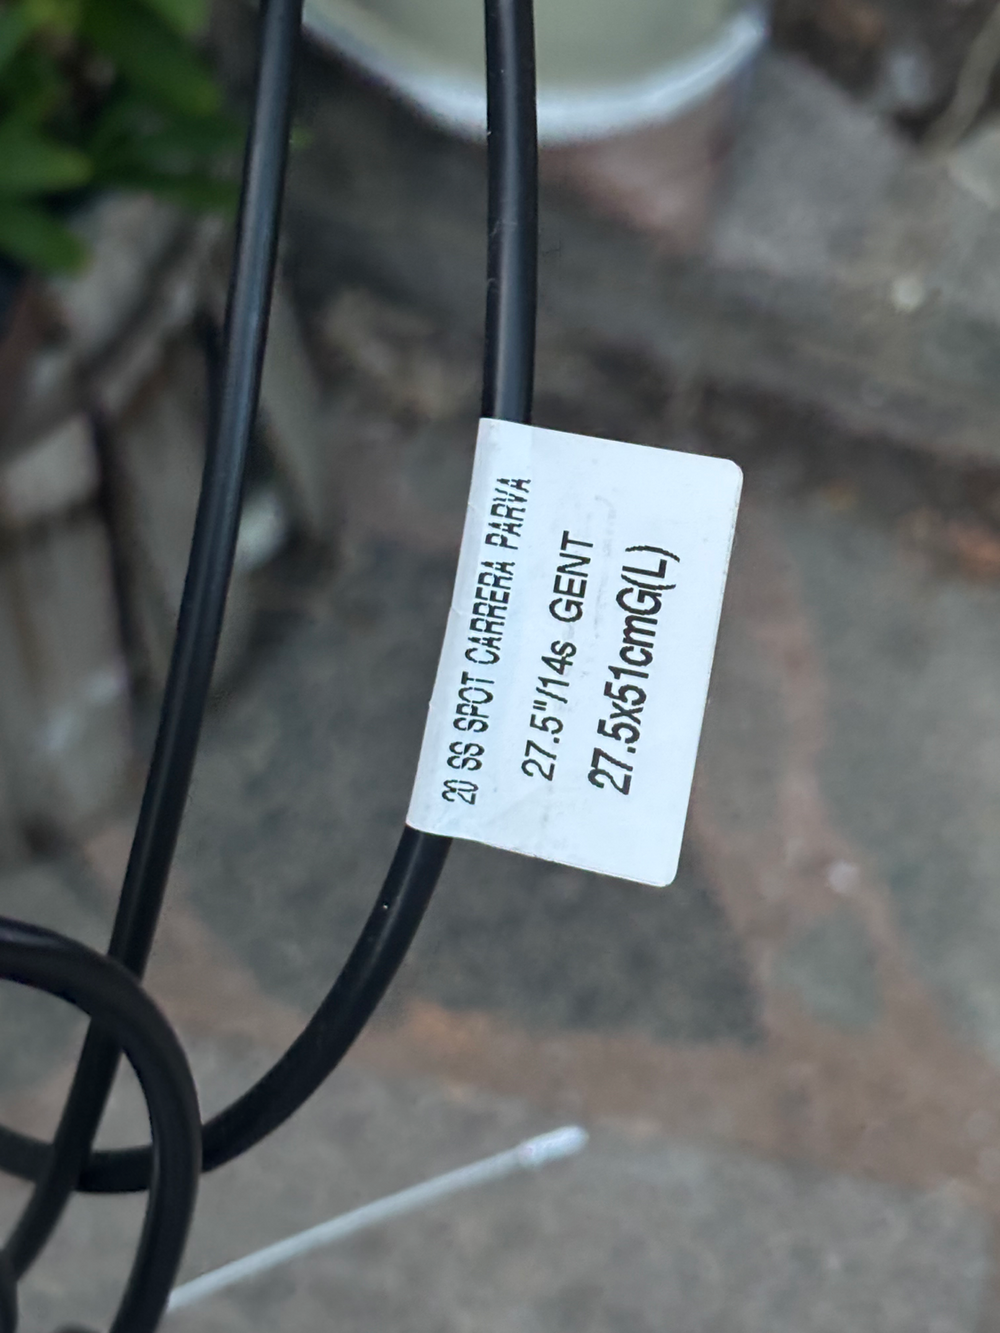 20 SS SPOT CARRERA PARVA
27.5"/14s GENT
27.5x51cmG(L)